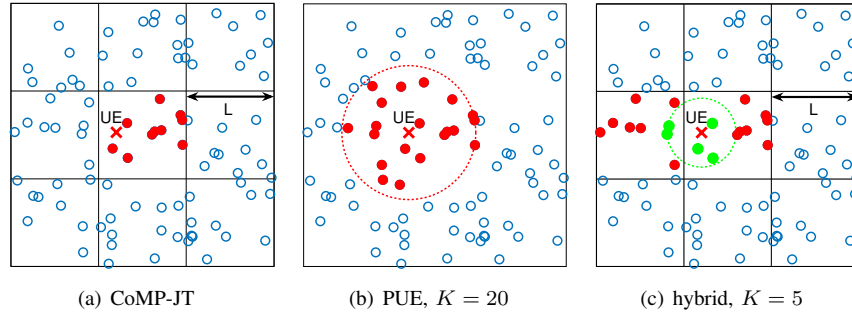 UE
L
UE
UE
L
(a) CoMP-JT
(b) PUE, K = 20
(c) hybrid, K = 5